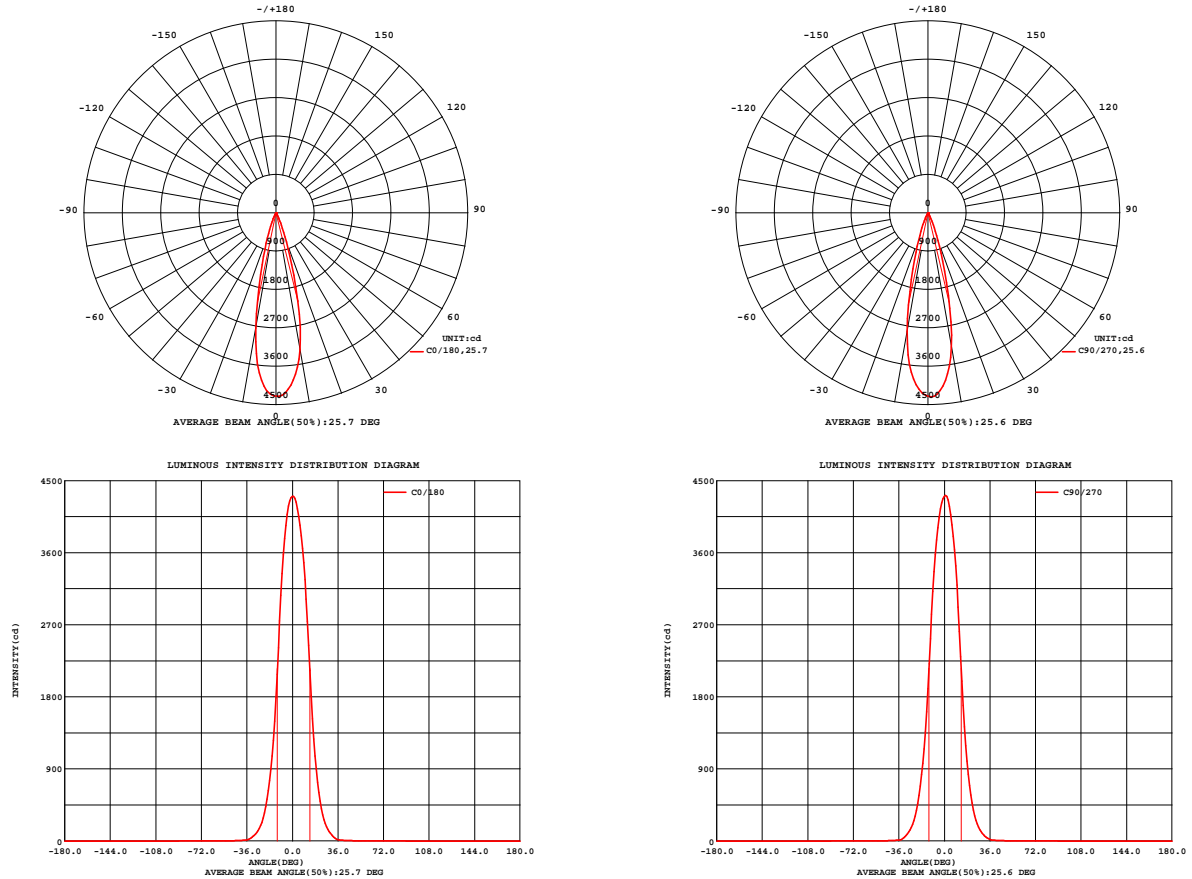 -/+180
-150 150
-120 120
-90 90
-60 60
-30 30
0
900
1800
2700
3600
4500
0
UNIT:cd
C0/180,25.7
AVERAGE BEAM ANGLE(50%):25.7 DEG
-/+180
-150 150
-120 120
-90 90
-60 60
-30 30
0
900
1800
2700
3600
4500
0
UNIT:cd
C90/270,25.6
AVERAGE BEAM ANGLE(50%):25.6 DEG
LUMINOUS INTENSITY DISTRIBUTION DIAGRAM
C0/180
4500
3600
2700
1800
900
0
INTENSITY(cd)
-180.0 -144.0 -108.0 -72.0 -36.0 0.0 36.0 72.0 108.0 144.0 180.0
ANGLE(DEG)
AVERAGE BEAM ANGLE(50%):25.7 DEG
LUMINOUS INTENSITY DISTRIBUTION DIAGRAM
C90/270
4500
3600
2700
1800
900
0
INTENSITY(cd)
-180.0 -144.0 -108.0 -72.0 -36.0 0.0 36.0 72.0 108.0 144.0 180.0
ANGLE(DEG)
AVERAGE BEAM ANGLE(50%):25.6 DEG